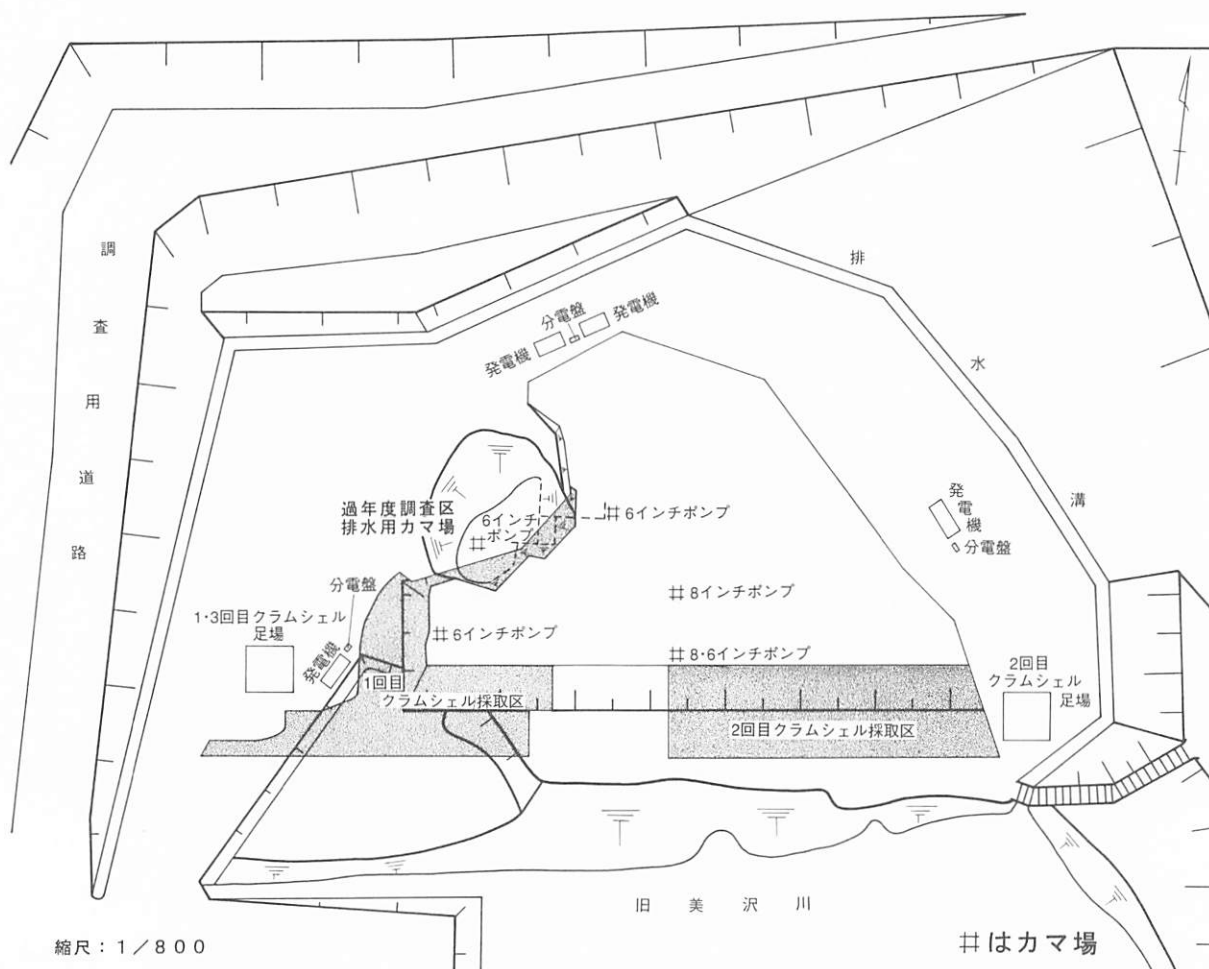 調査用道路
排水溝
分電盤
発電機
発電機
過年度調査区
排水用カマ場
6インチ
ポンプ
井
井 6インチポンプ
発電機
分電盤
分電盤
1・3回目クラムシェル
足場
発電機
井 8インチポンプ
井 6インチポンプ
井 8・6インチポンプ
1回目
クラムシェル採取区
2回目
クラムシェル
足場
2回目クラムシェル採取区
旧美沢川
縮尺：1／800
井はカマ場